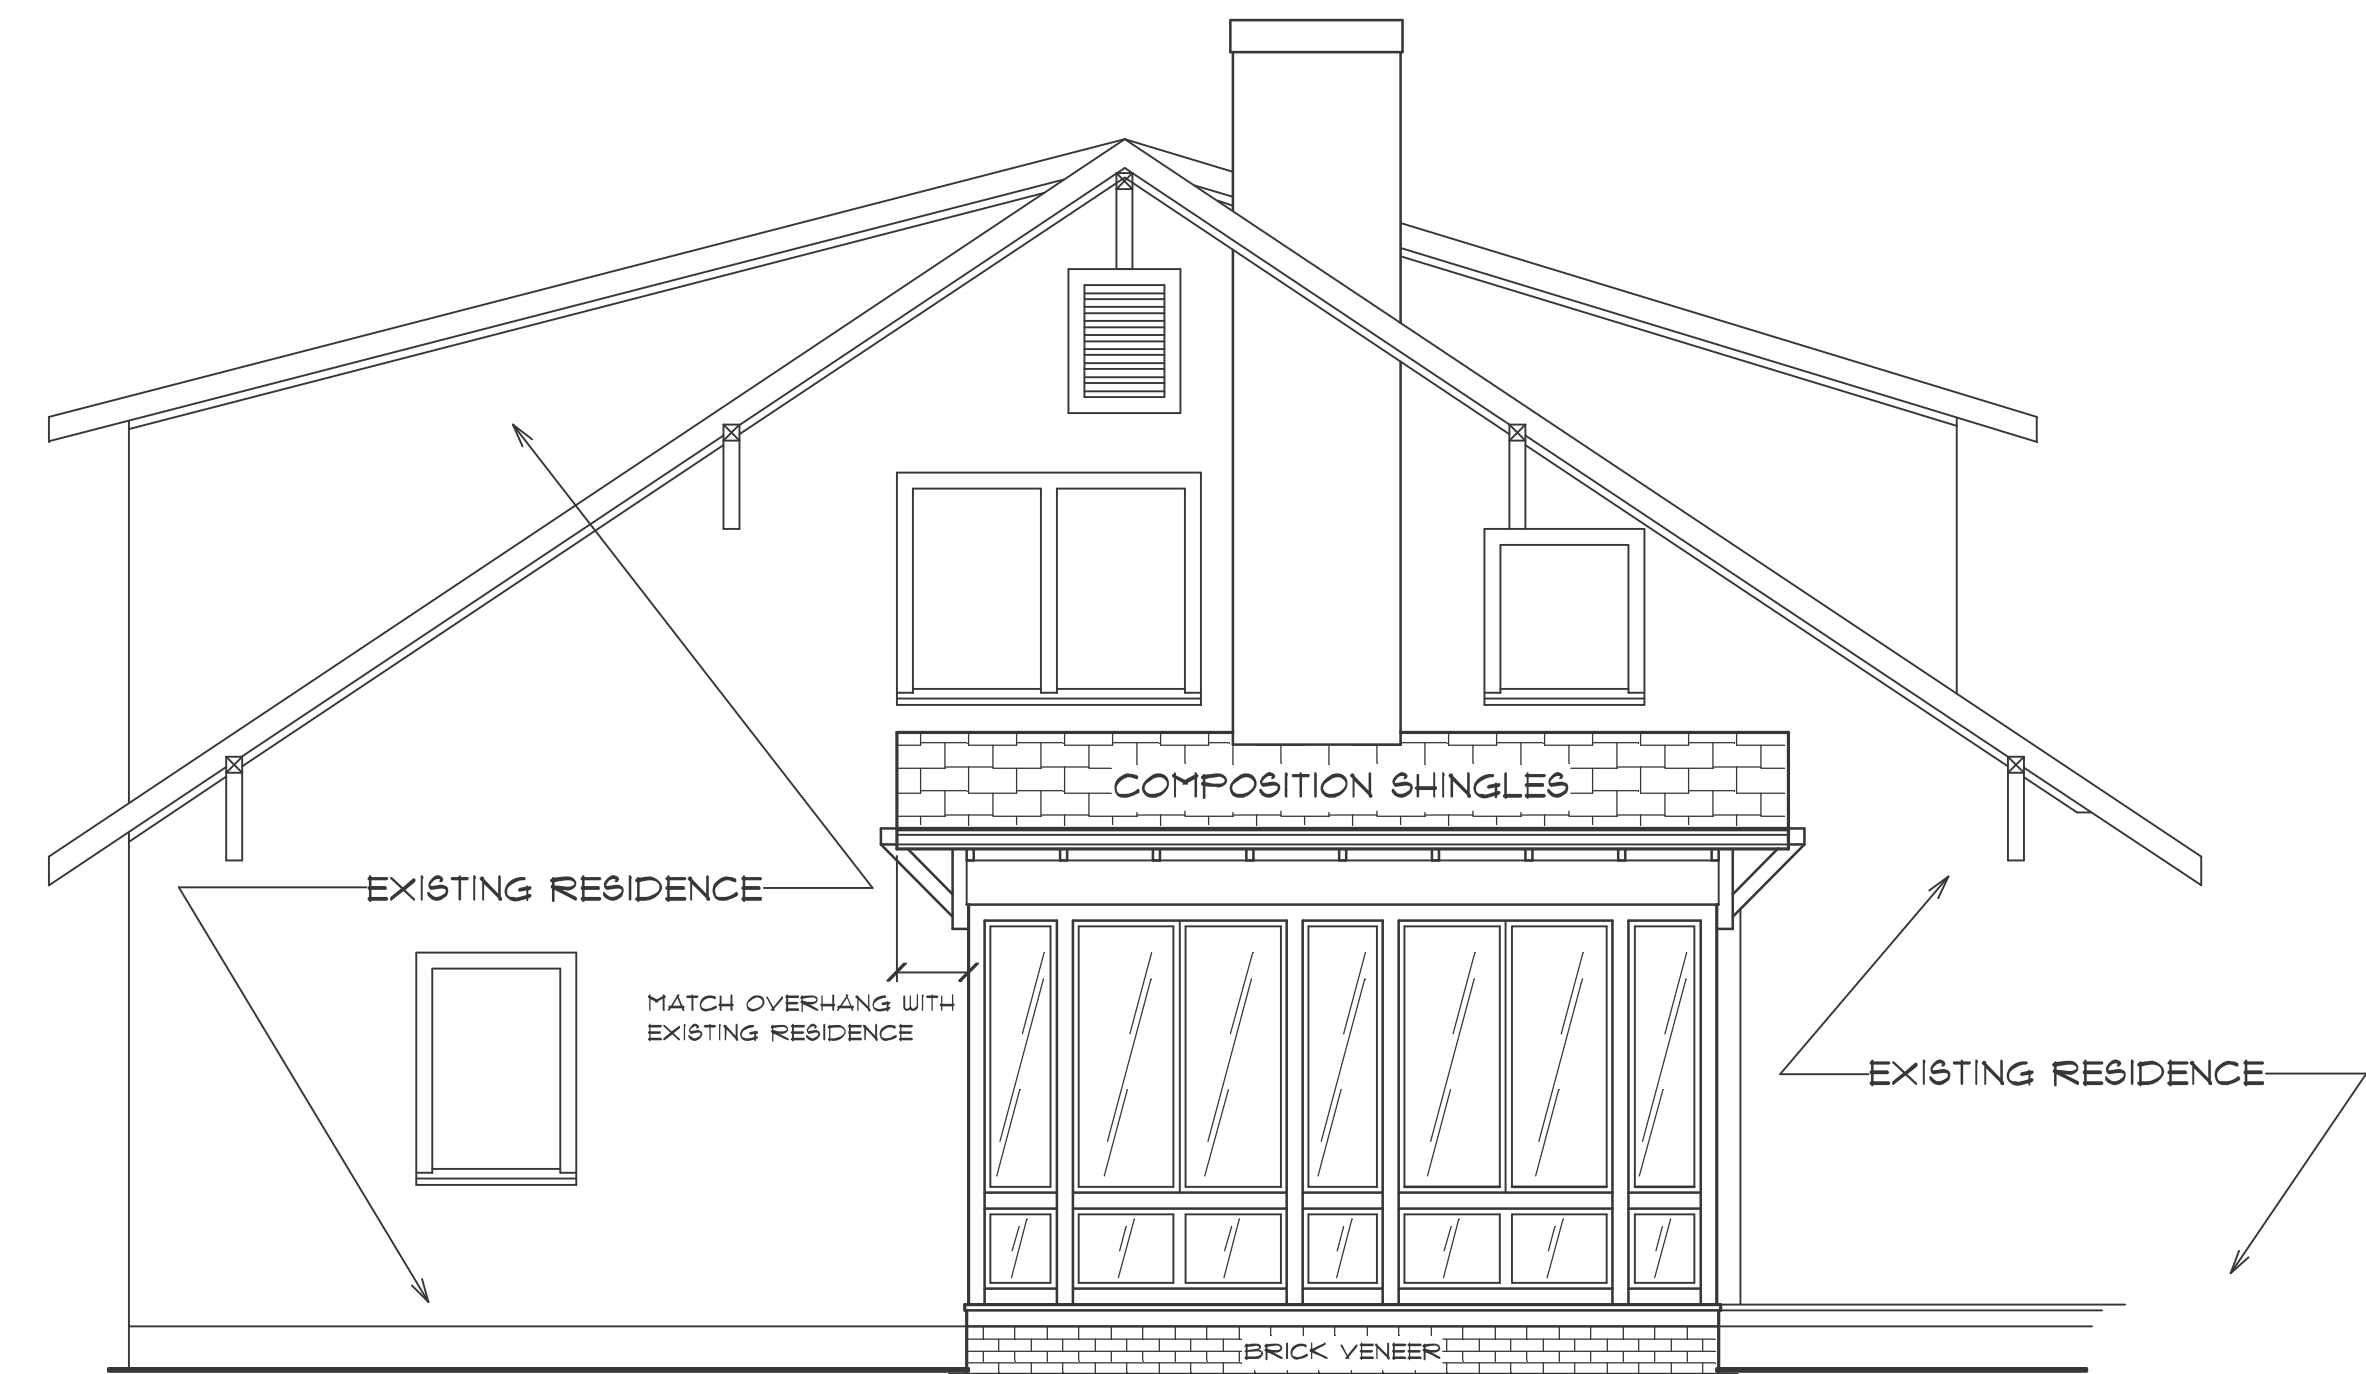 COMPOSITION SHINGLES
EXISTING RESIDENCE
MATCH OVERHANG WITH
EXISTING RESIDENCE
EXISTING RESIDENCE
BRICK VENEER